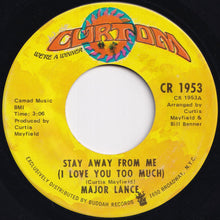 CURTOM
WE'RE A WINNER
CR 1953
CR 1953A
Camad Music
BMI
Time: 3:06
Produced by
Curtis
Mayfield
Arranged by
Curtis
Mayfield &
Bill Benner
STAY AWAY FROM ME
(I LOVE YOU TOO MUCH)
(Curtis Mayfield)
MAJOR LANCE
EXCLUSIVELY DISTRIBUTED BY BUDDAH RECORDS 1650 BROADWAY, N.Y.C.